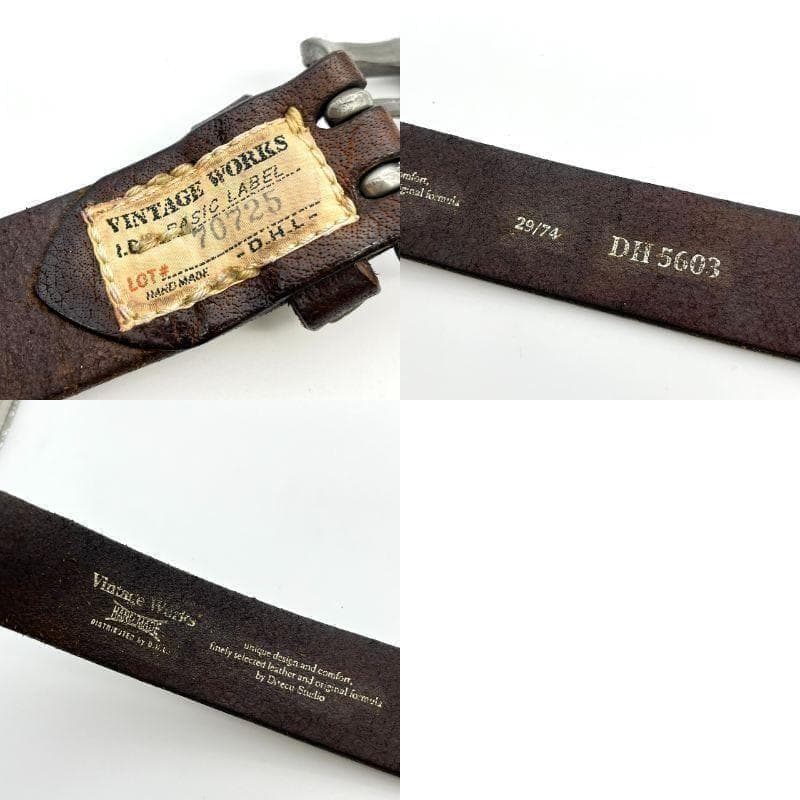 VINTAGE WORKS
BASIC LABEL
70725
-D.H.L.-
LOT#
HAND MADE
comfort,
original formula
29/74
DH 5603
Vintage Works
HAND MADE
DISTRIBUTED by D.H.L.
unique design and comfort,
finely selected leather and original formula
by Direct Studio